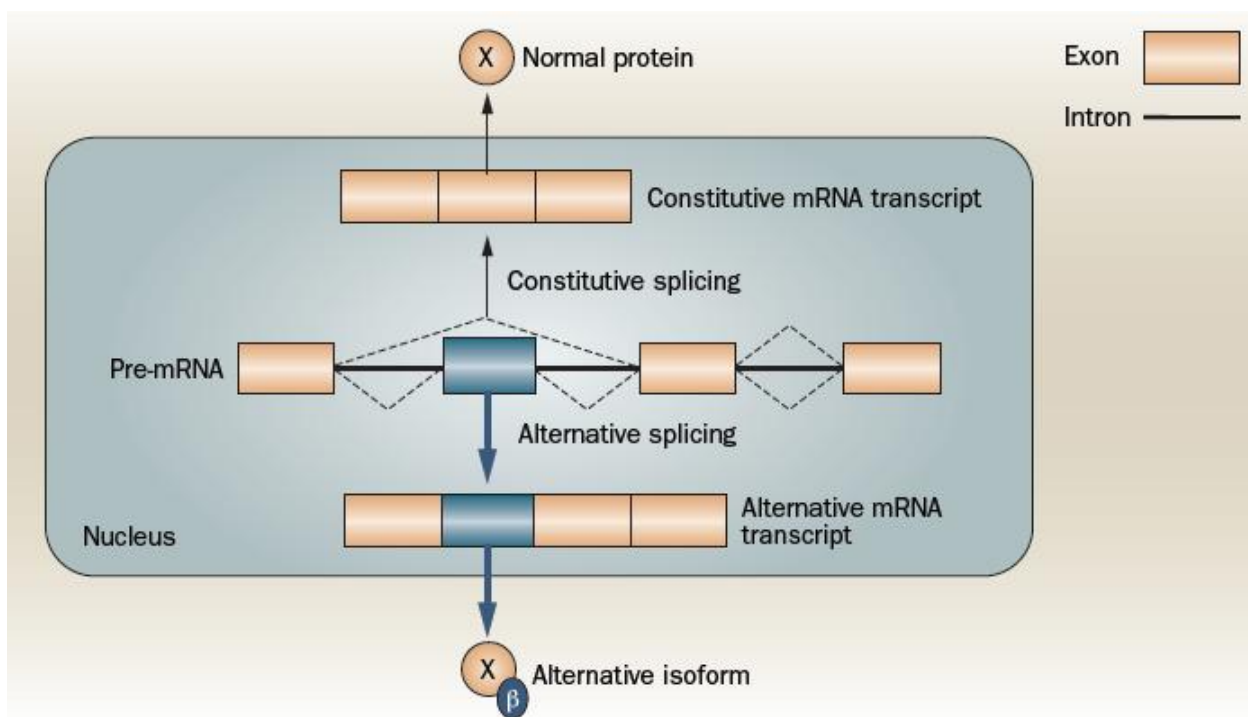 X Normal protein
Exon
Intron
Constitutive mRNA transcript
Constitutive splicing
Pre-mRNA
Alternative splicing
Alternative mRNA
transcript
Nucleus
X Alternative isoform
β